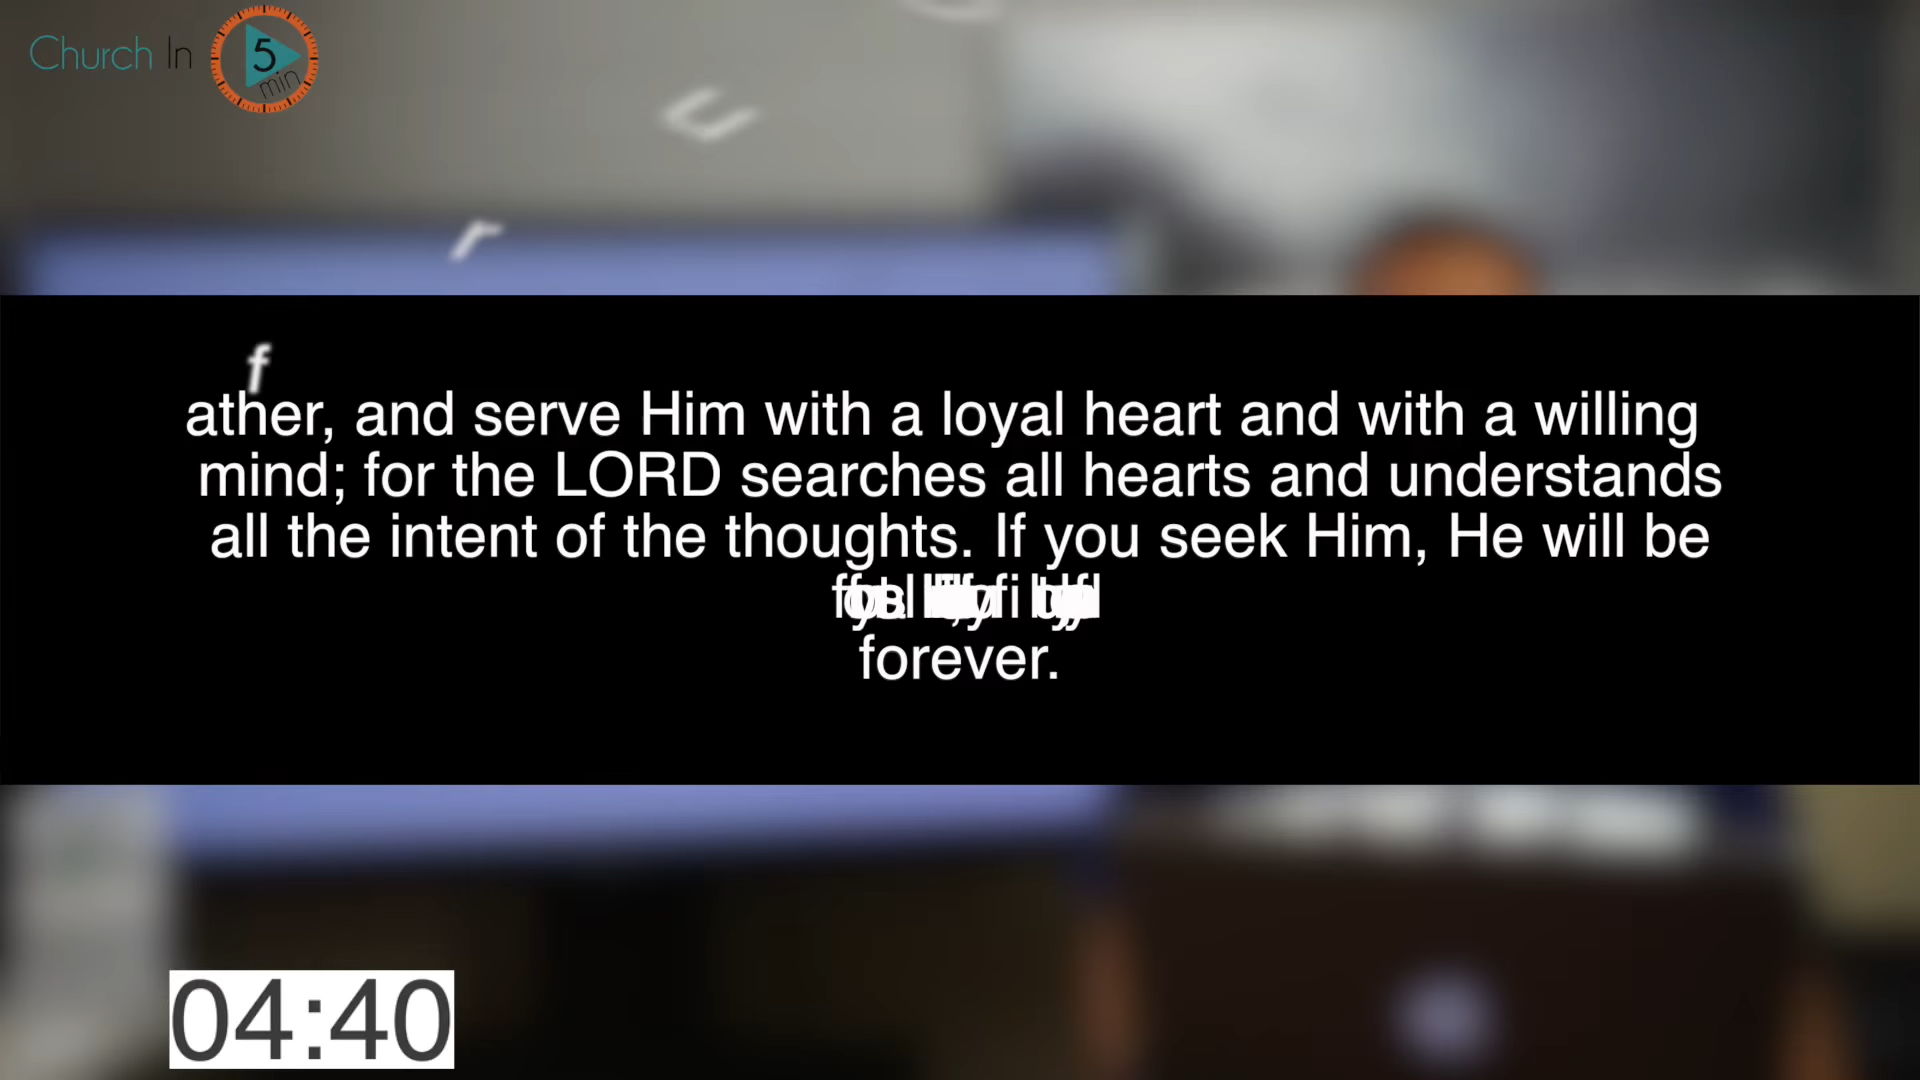 Church In 5 min
u
r
f
ather, and serve Him with a loyal heart and with a willing
mind; for the LORD searches all hearts and understands
all the intent of the thoughts. If you seek Him, He will be
forever.
04:40